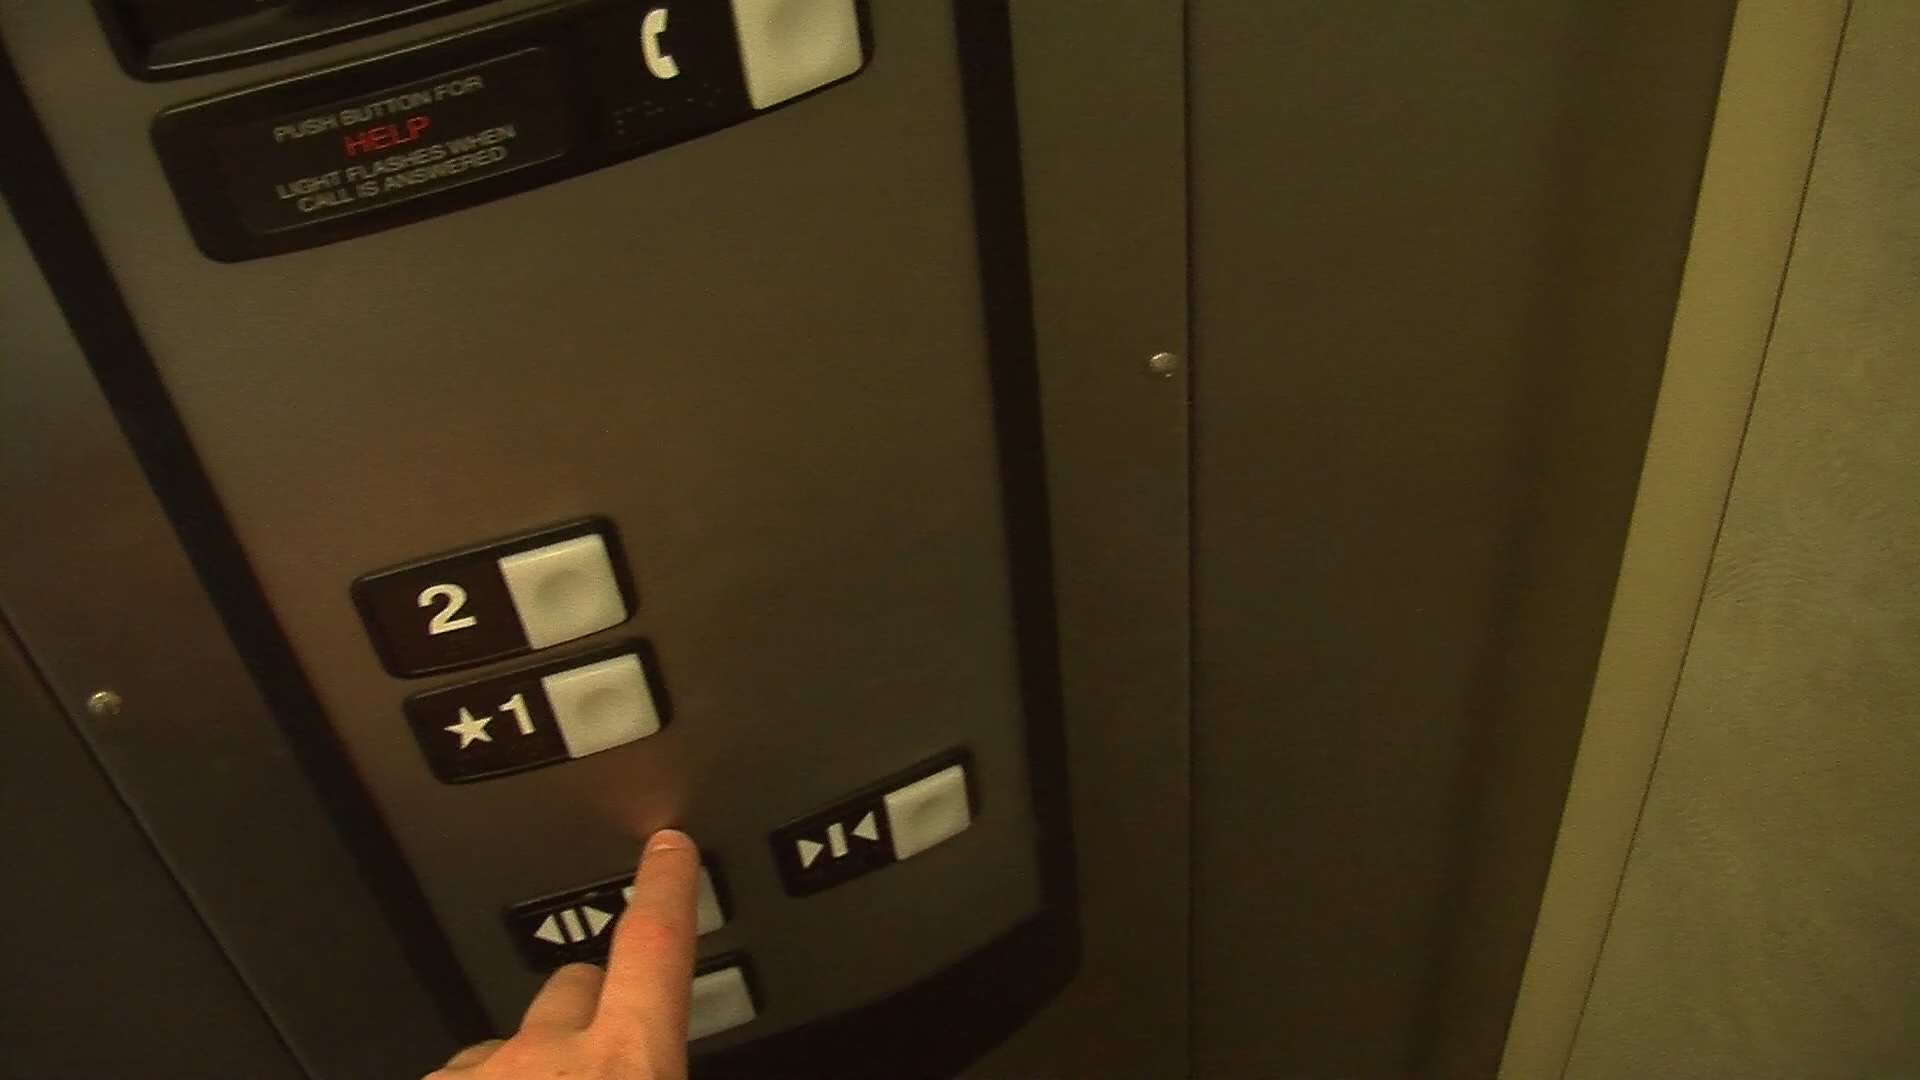 PUSH BUTTON FOR
HELP
LIGHT FLASHES WHEN
CALL IS ANSWERED
2
★1